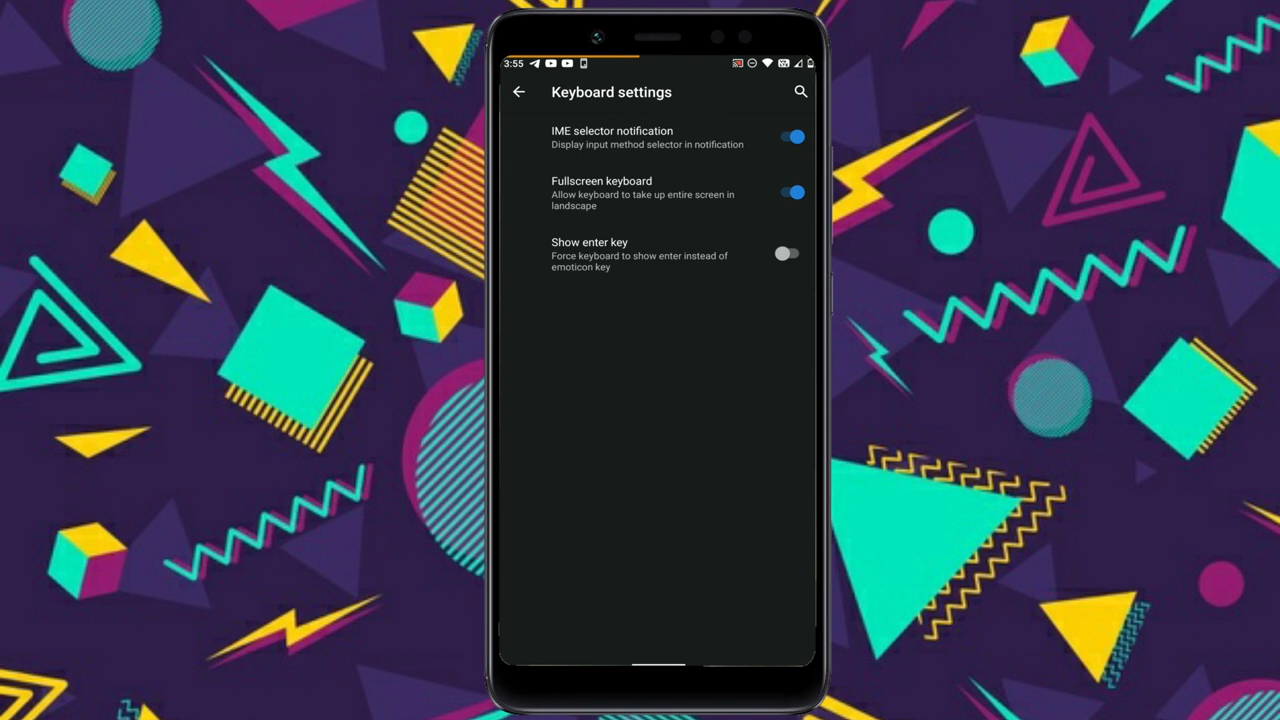 3:55
Keyboard settings
IME selector notification
Display input method selector in notification
Fullscreen keyboard
Allow keyboard to take up entire screen in
landscape
Show enter key
Force keyboard to show enter instead of
emoticon key